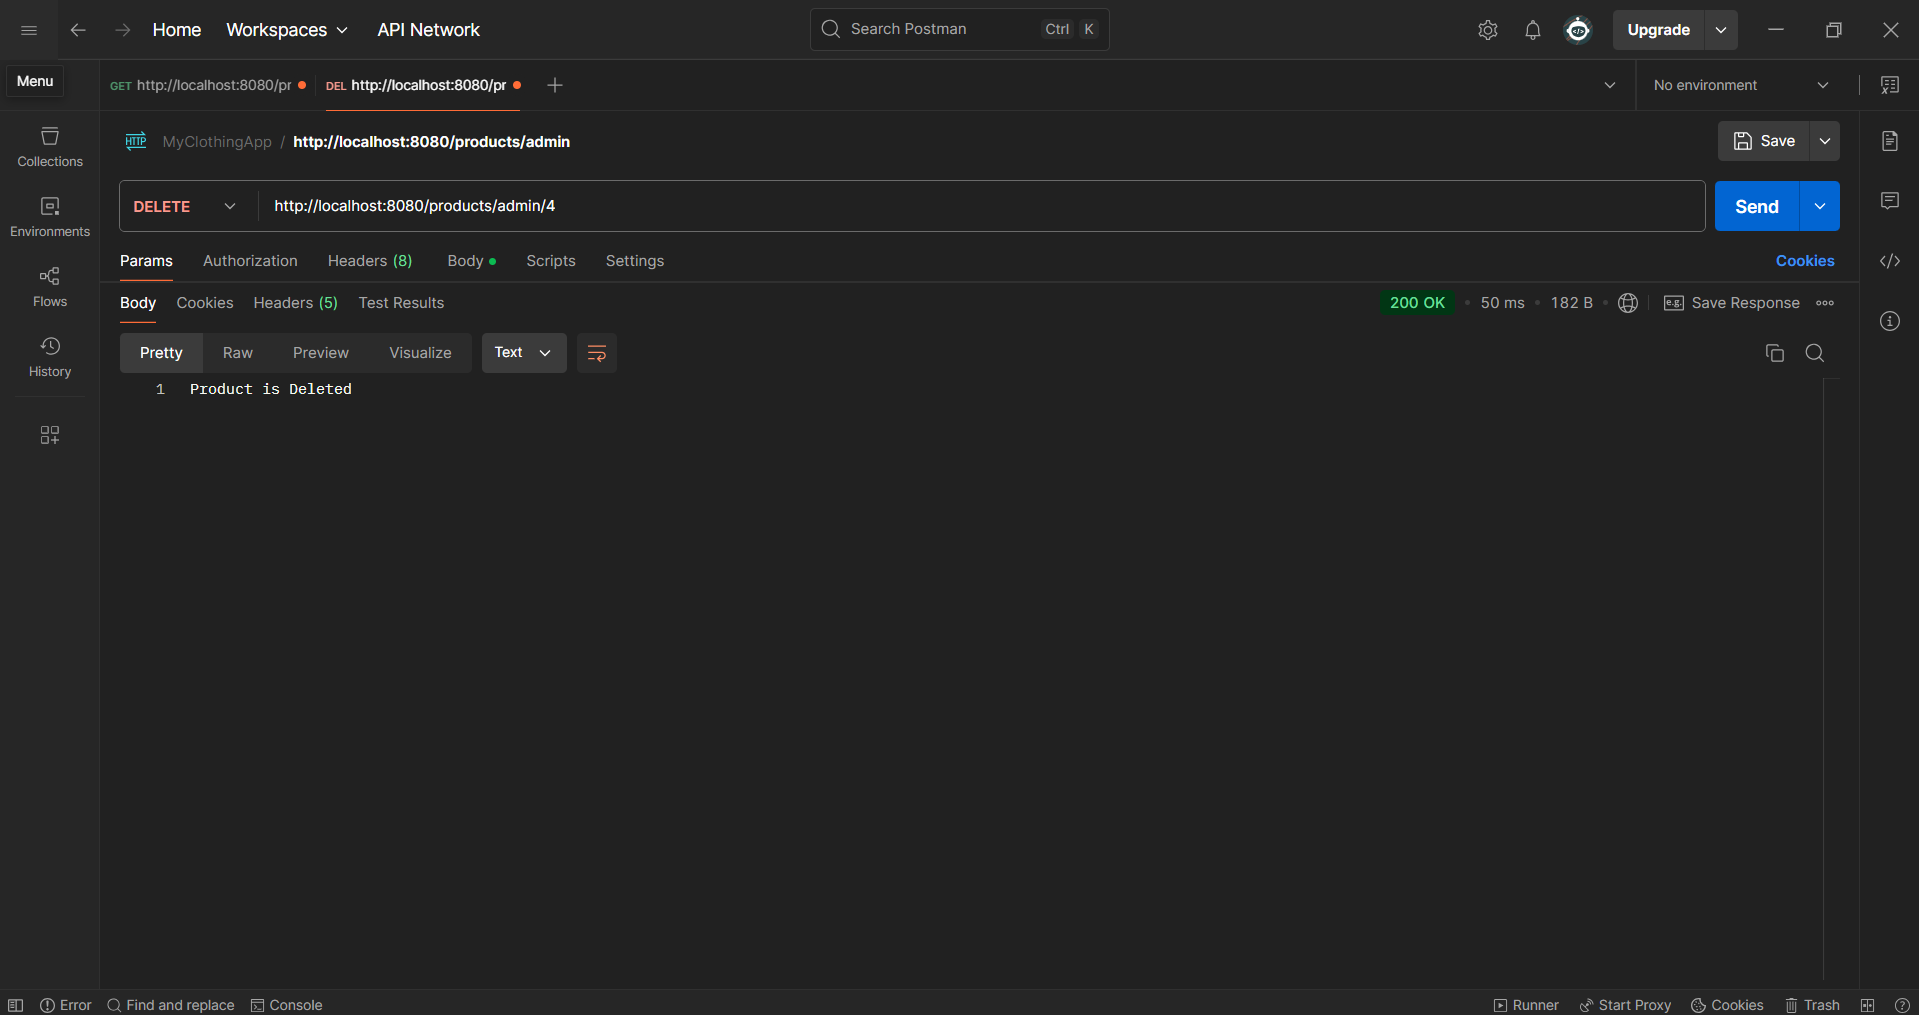 Home Workspaces API Network Search Postman Ctrl K Upgrade
Menu GET http://localhost:8080/pr DEL http://localhost:8080/pr No environment
HTTP MyClothingApp / http://localhost:8080/products/admin Save
Collections
DELETE http://localhost:8080/products/admin/4 Send
Environments
Params Authorization Headers (8) Body Scripts Settings Cookies
Flows
Body Cookies Headers (5) Test Results 200 OK 50 ms 182 B e.g. Save Response
History
Pretty Raw Preview Visualize Text
1 Product is Deleted
Error Find and replace Console Runner Start Proxy Cookies Trash